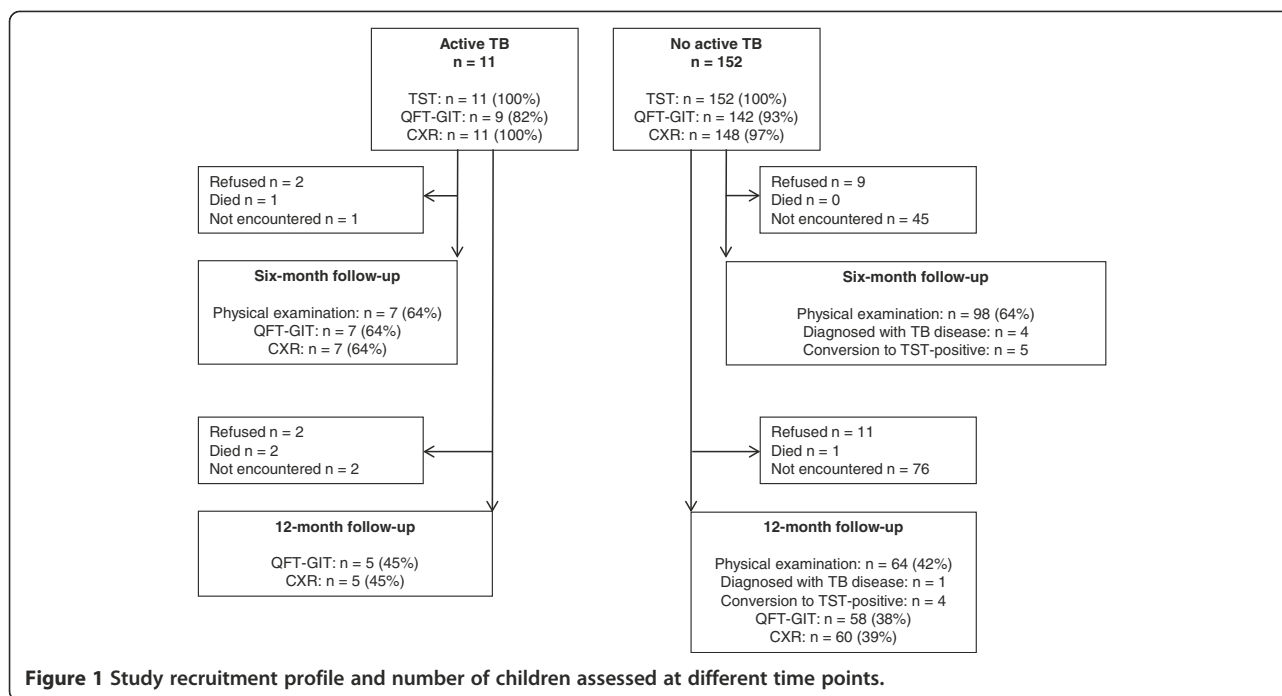 Active TB
n = 11
TST: n = 11 (100%)
QFT-GIT: n = 9 (82%)
CXR: n = 11 (100%)
No active TB
n = 152
TST: n = 152 (100%)
QFT-GIT: n = 142 (93%)
CXR: n = 148 (97%)
Refused n = 2
Died n = 1
Not encountered n = 1
Refused n = 9
Died n = 0
Not encountered n = 45
Six-month follow-up
Physical examination: n = 7 (64%)
QFT-GIT: n = 7 (64%)
CXR: n = 7 (64%)
Six-month follow-up
Physical examination: n = 98 (64%)
Diagnosed with TB disease: n = 4
Conversion to TST-positive: n = 5
Refused n = 2
Died n = 2
Not encountered n = 2
Refused n = 11
Died n = 1
Not encountered n = 76
12-month follow-up
QFT-GIT: n = 5 (45%)
CXR: n = 5 (45%)
12-month follow-up
Physical examination: n = 64 (42%)
Diagnosed with TB disease: n = 1
Conversion to TST-positive: n = 4
QFT-GIT: n = 58 (38%)
CXR: n = 60 (39%)
Figure 1 Study recruitment profile and number of children assessed at different time points.